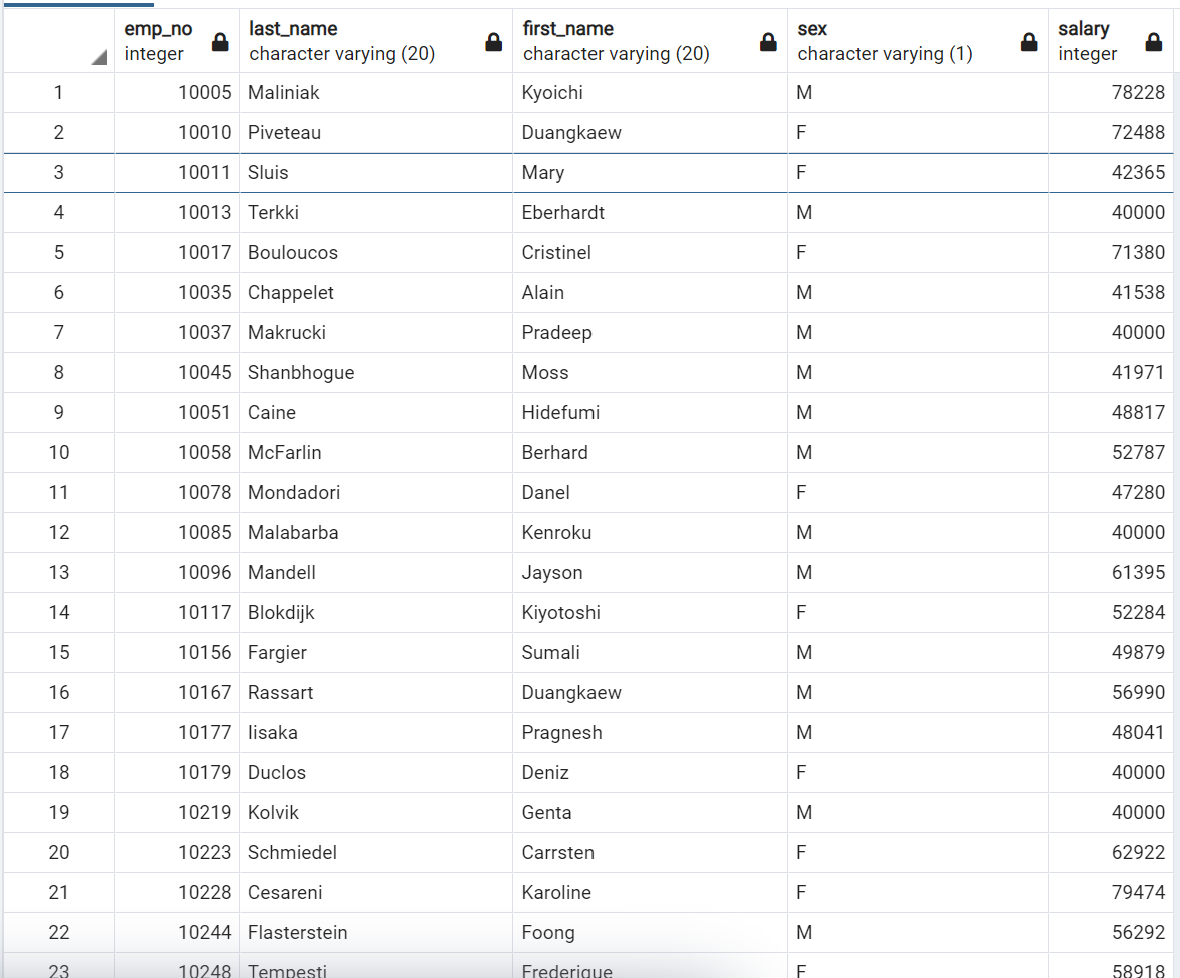 emp_no last_name first_name sex salary
integer character varying (20) character varying (20) character varying (1) integer
1 10005 Maliniak Kyoichi M 78228
2 10010 Piveteau Duangkaew F 72488
3 10011 Sluis Mary F 42365
4 10013 Terkki Eberhardt M 40000
5 10017 Bouloucos Cristinel F 71380
6 10035 Chappelet Alain M 41538
7 10037 Makrucki Pradeep M 40000
8 10045 Shanbhogue Moss M 41971
9 10051 Caine Hidefumi M 48817
10 10058 McFarlin Berhard M 52787
11 10078 Mondadori Danel F 47280
12 10085 Malabarba Kenroku M 40000
13 10096 Mandell Jayson M 61395
14 10117 Blokdijk Kiyotoshi F 52284
15 10156 Fargier Sumali M 49879
16 10167 Rassart Duangkaew M 56990
17 10177 Iisaka Pragnesh M 48041
18 10179 Duclos Deniz F 40000
19 10219 Kolvik Genta M 40000
20 10223 Schmiedel Carrsten F 62922
21 10228 Cesareni Karoline F 79474
22 10244 Flasterstein Foong M 56292
23 10248 Tempesti Frederique F 58918